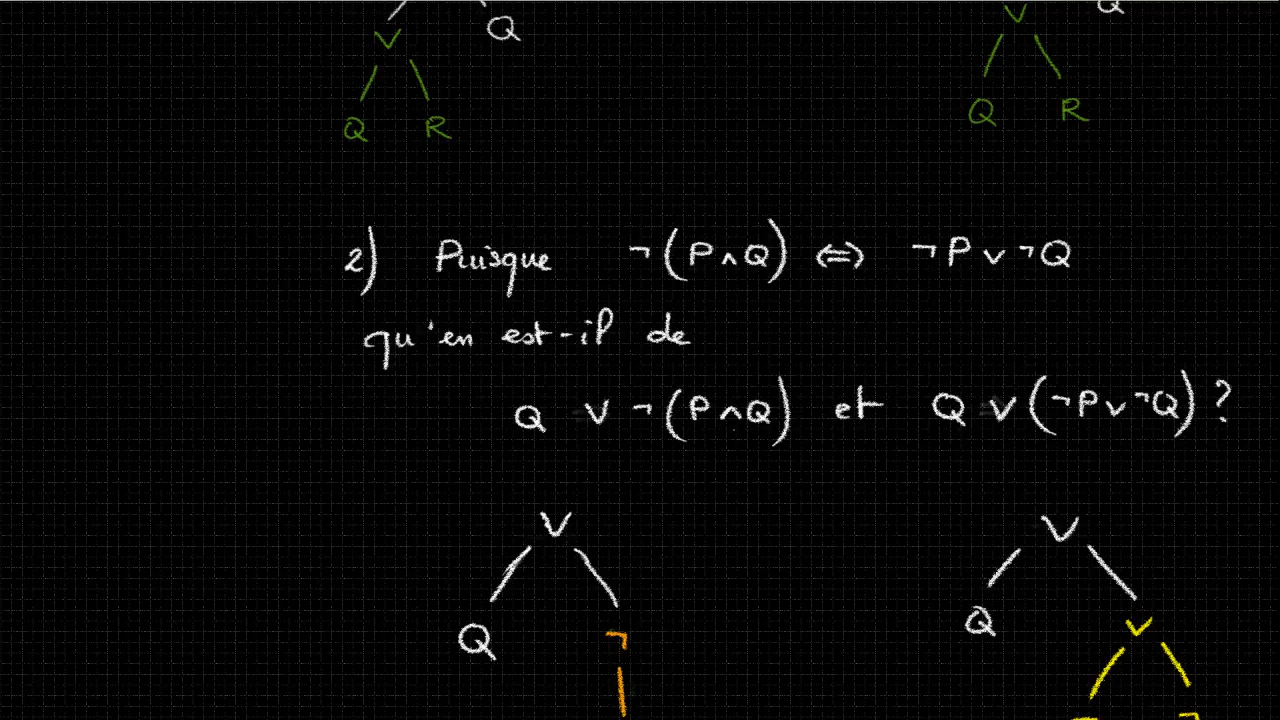 V Q V Q
Q R Q R
2) Puisque ¬(P∧Q) ⇔ ¬P∨¬Q
qu'en est-il de
Q ∨ ¬(P∧Q) et Q ∨ (¬P∨¬Q) ?
∨ ∨
Q ¬ Q ∨
¬